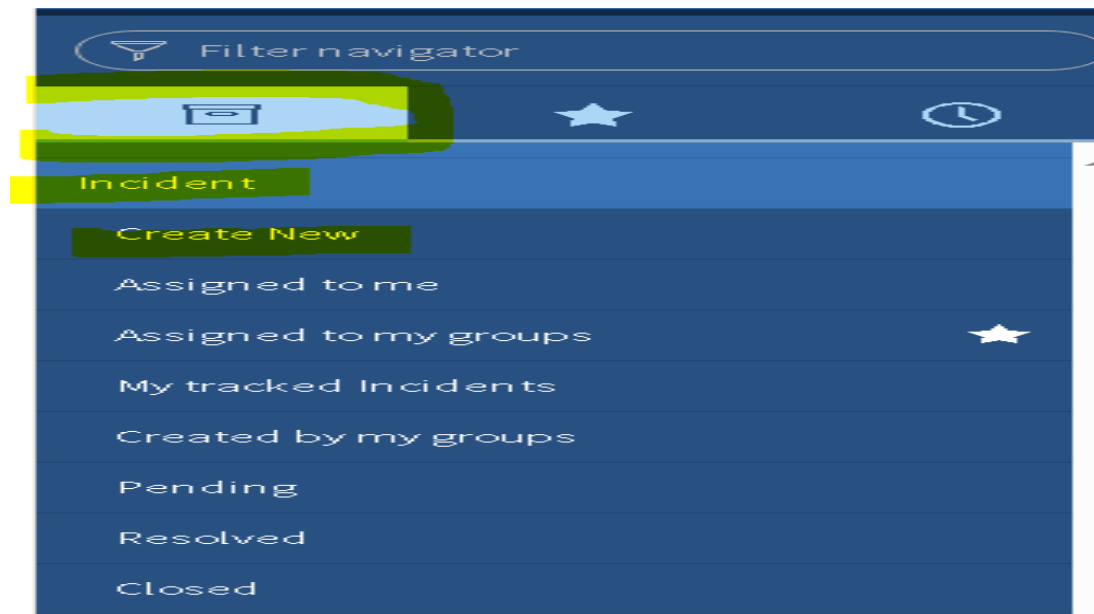 Filter navigator
Incident
Create New
Assigned to me
Assigned to my groups
My tracked Incidents
Created by my groups
Pending
Resolved
Closed